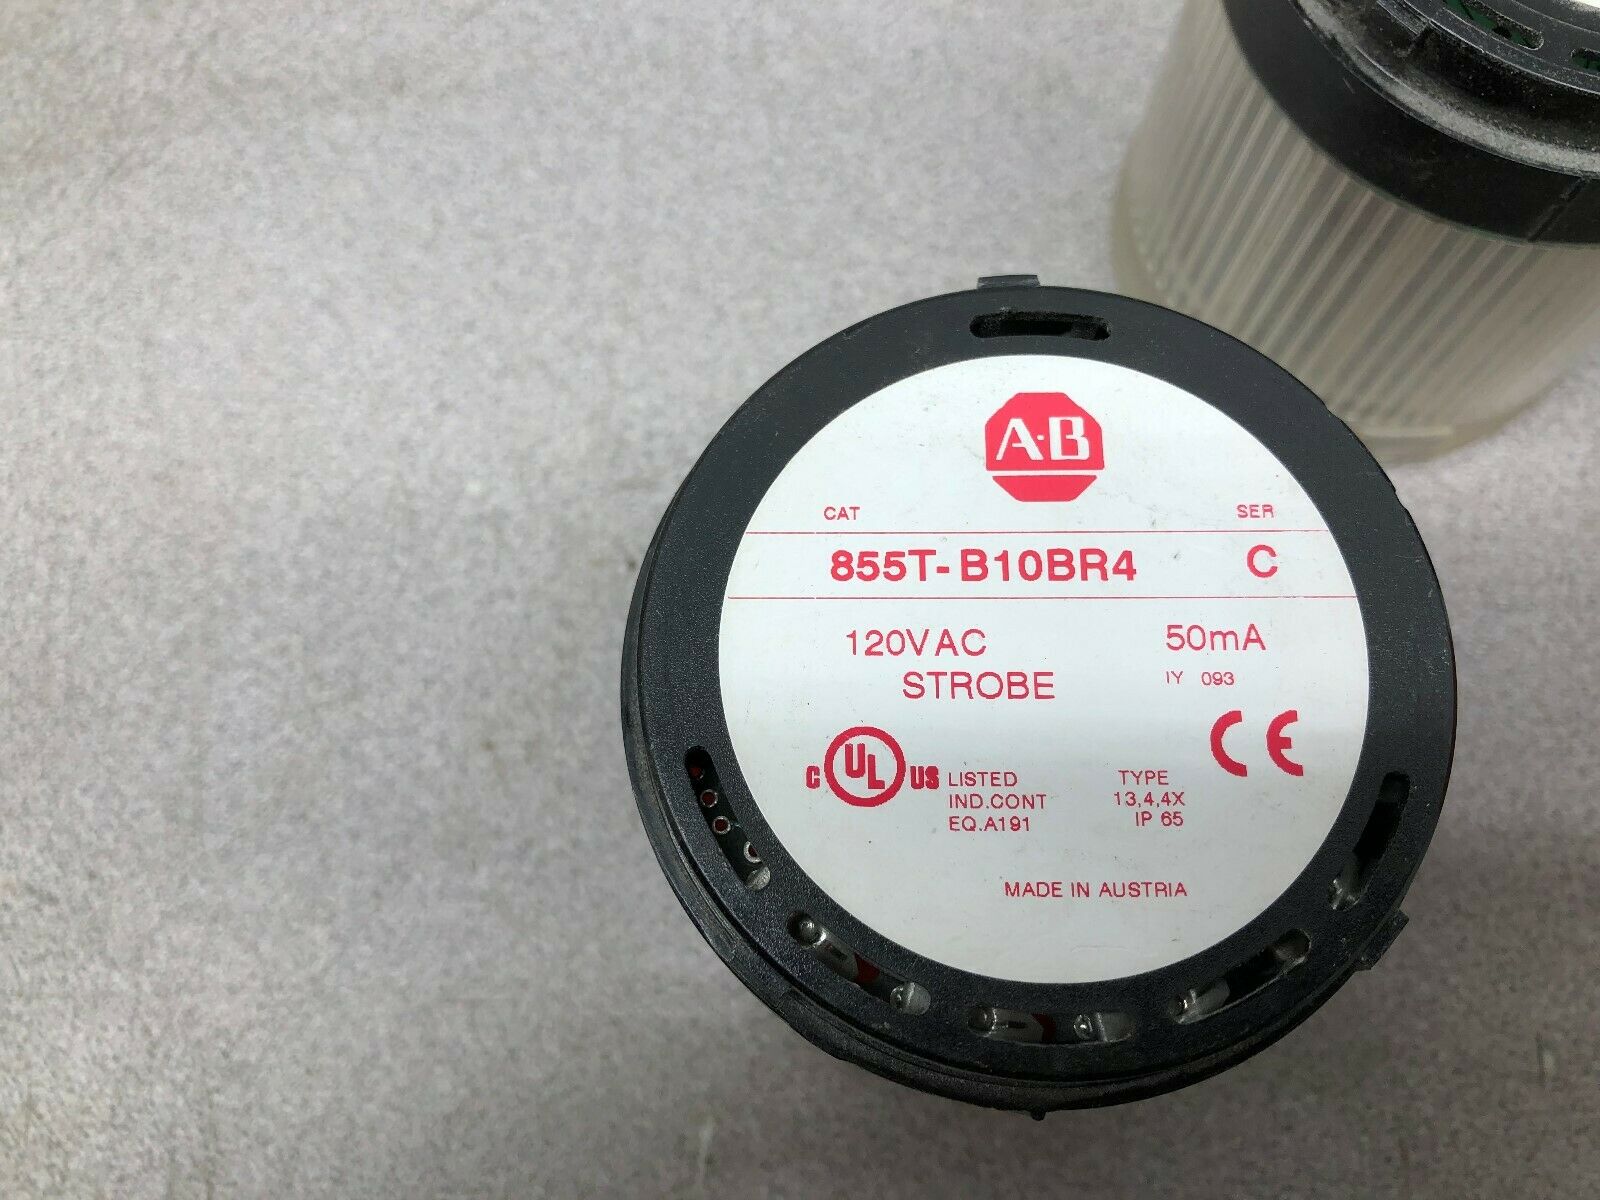 A·B
CAT SER
855T-B10BR4 C
120VAC 50mA
STROBE IY 093
C UL US LISTED TYPE CE
IND.CONT 13,4,4X
EQ.A191 IP 65
MADE IN AUSTRIA